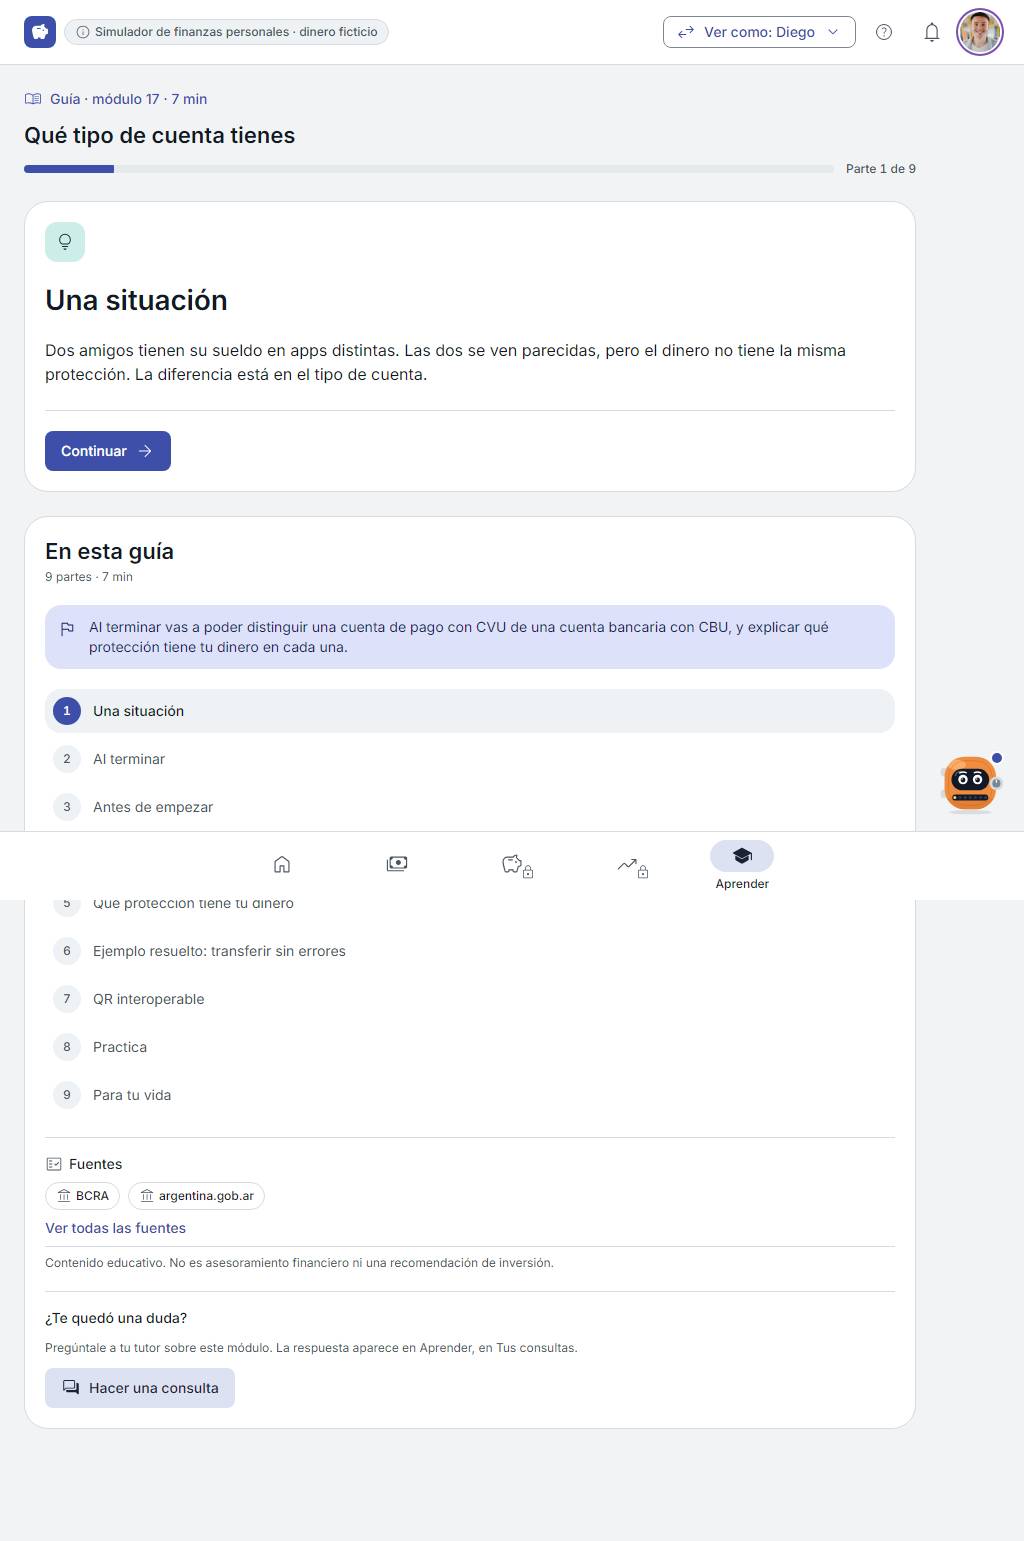 Simulador de finanzas personales · dinero ficticio
Ver como: Diego
Guía · módulo 17 · 7 min
Qué tipo de cuenta tienes
Parte 1 de 9
Una situación
Dos amigos tienen su sueldo en apps distintas. Las dos se ven parecidas, pero el dinero no tiene la misma
protección. La diferencia está en el tipo de cuenta.
Continuar
En esta guía
9 partes · 7 min
Al terminar vas a poder distinguir una cuenta de pago con CVU de una cuenta bancaria con CBU, y explicar qué
protección tiene tu dinero en cada una.
1 Una situación
2 Al terminar
3 Antes de empezar
Aprender
5 Qué protección tiene tu dinero
6 Ejemplo resuelto: transferir sin errores
7 QR interoperable
8 Practica
9 Para tu vida
Fuentes
BCRA
argentina.gob.ar
Ver todas las fuentes
Contenido educativo. No es asesoramiento financiero ni una recomendación de inversión.
¿Te quedó una duda?
Pregúntale a tu tutor sobre este módulo. La respuesta aparece en Aprender, en Tus consultas.
Hacer una consulta